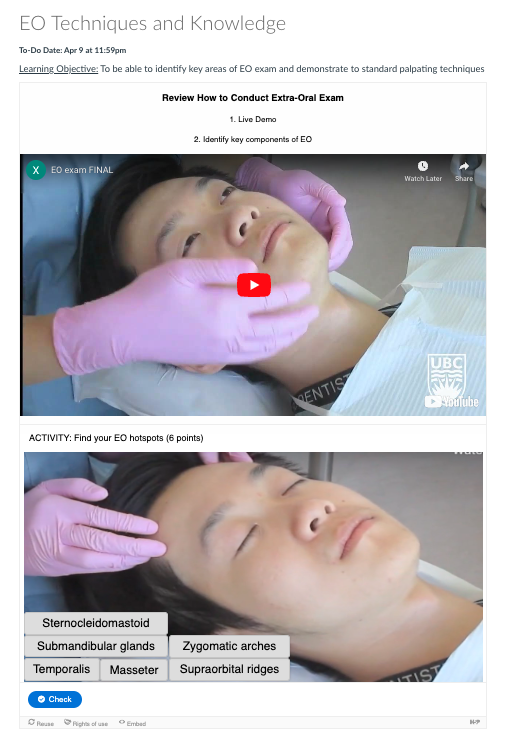 EO Techniques and Knowledge
To-Do Date: Apr 9 at 11:59pm
Learning Objective: To be able to identify key areas of EO exam and demonstrate to standard palpating techniques
Review How to Conduct Extra-Oral Exam
1. Live Demo
2. Identify key components of EO
X EO exam FINAL
Watch Later Share
UBC
ENTIS
YouTube
ACTIVITY: Find your EO hotspots (6 points)
Sternocleidomastoid
Submandibular glands Zygomatic arches
Temporalis Masseter Supraorbital ridges
TIST
Check
Reuse Rights of use Embed H-P